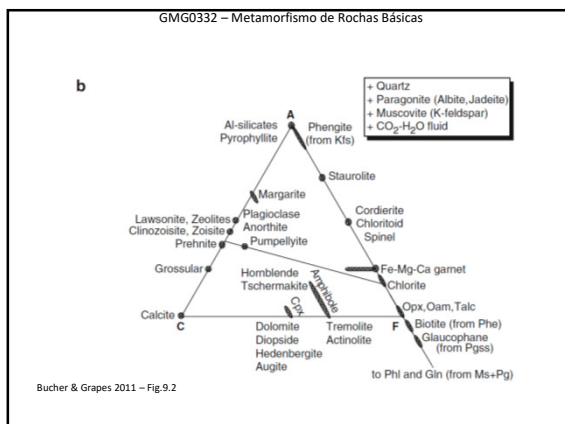 GMG0332 – Metamorfismo de Rochas Básicas
b
+ Quartz
+ Paragonite (Albite,Jadeite)
+ Muscovite (K-feldspar)
+ CO₂-H₂O fluid
A
Al-silicates
Pyrophyllite
Phengite
(from Kfs)
Staurolite
Margarite
Cordierite
Chloritoid
Spinel
Lawsonite, Zeolites
Clinozoisite, Zoisite
Prehnite
Plagioclase
Anorthite
Pumpellyite
Grossular
Fe-Mg-Ca garnet
Chlorite
Hornblende
Tschermakite
Amphibole
Cpx
Calcite
C
F
Opx,Oam,Talc
Biotite (from Phe)
Glaucophane
(from Pgss)
Dolomite
Diopside
Hedenbergite
Augite
Tremolite
Actinolite
to Phl and Gln (from Ms+Pg)
Bucher & Grapes 2011 – Fig.9.2